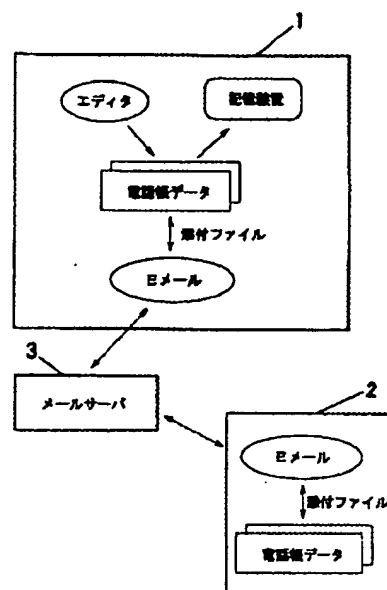 1
エディタ
記憶装置
電話帳データ
添付ファイル
Eメール
3
メールサーバ
2
Eメール
添付ファイル
電話帳データ